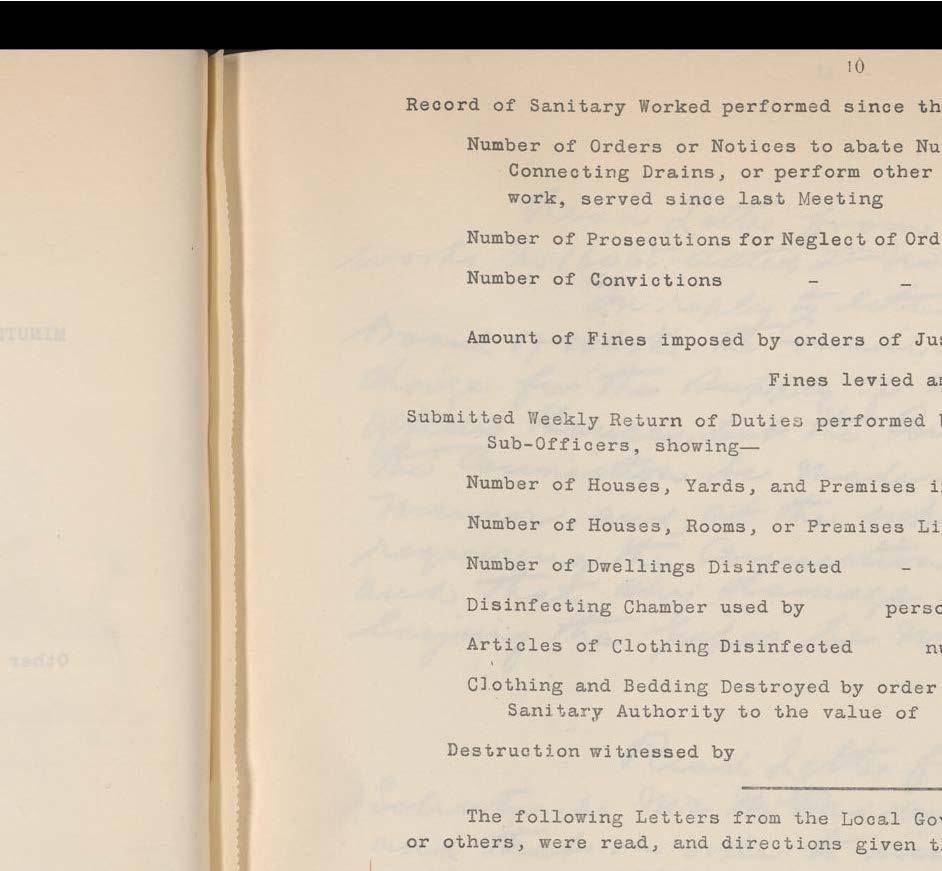 10
Record of Sanitary Worked performed since th
Number of Orders or Notices to abate Nu
Connecting Drains, or perform other
work, served since last Meeting
Number of Prosecutions for Neglect of Ord
Number of Convictions - -
Amount of Fines imposed by orders of Jus
Fines levied an
Submitted Weekly Return of Duties performed b
Sub-Officers, showing—
Number of Houses, Yards, and Premises i
Number of Houses, Rooms, or Premises Li
Number of Dwellings Disinfected -
Disinfecting Chamber used by perso
Articles of Clothing Disinfected nu
Clothing and Bedding Destroyed by order
Sanitary Authority to the value of
Destruction witnessed by
The following Letters from the Local Gov
or others, were read, and directions given t